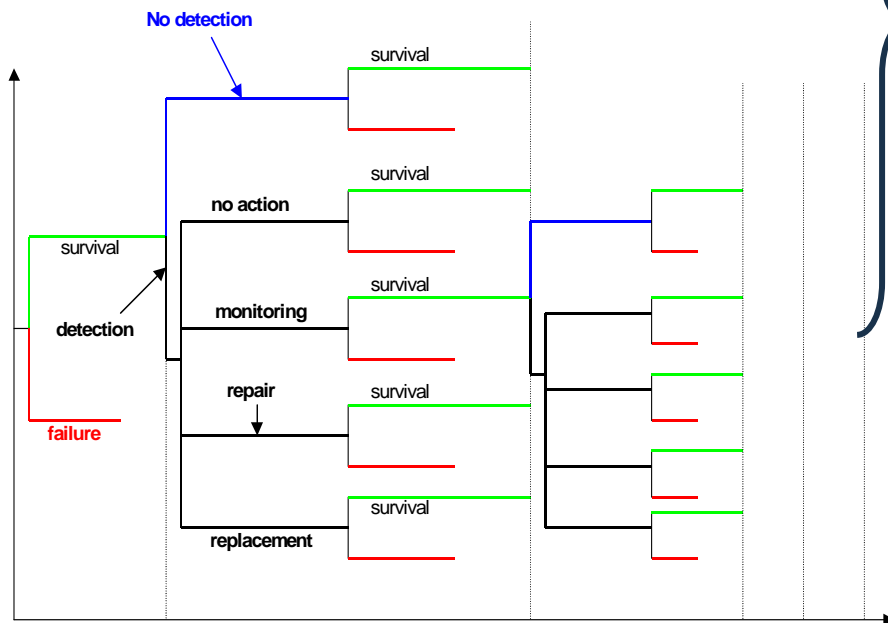 No detection
survival
survival
no action
survival
survival
monitoring
detection
repair
survival
failure
survival
replacement